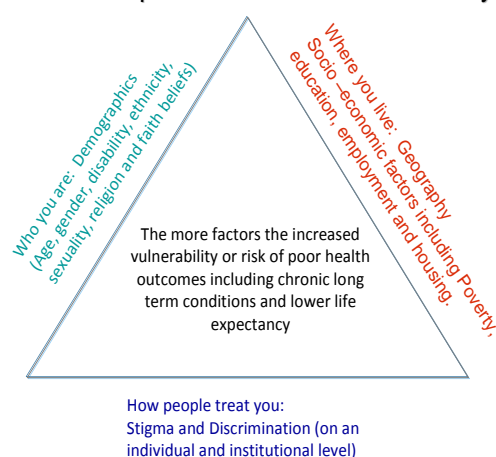 Who you are: Demographics
(Age, gender, disability, ethnicity,
sexuality, religion and faith beliefs)
Where you live: Geography
Socio –economic factors including Poverty,
education, employment and housing.
The more factors the increased
vulnerability or risk of poor health
outcomes including chronic long
term conditions and lower life
expectancy
How people treat you:
Stigma and Discrimination (on an
individual and institutional level)